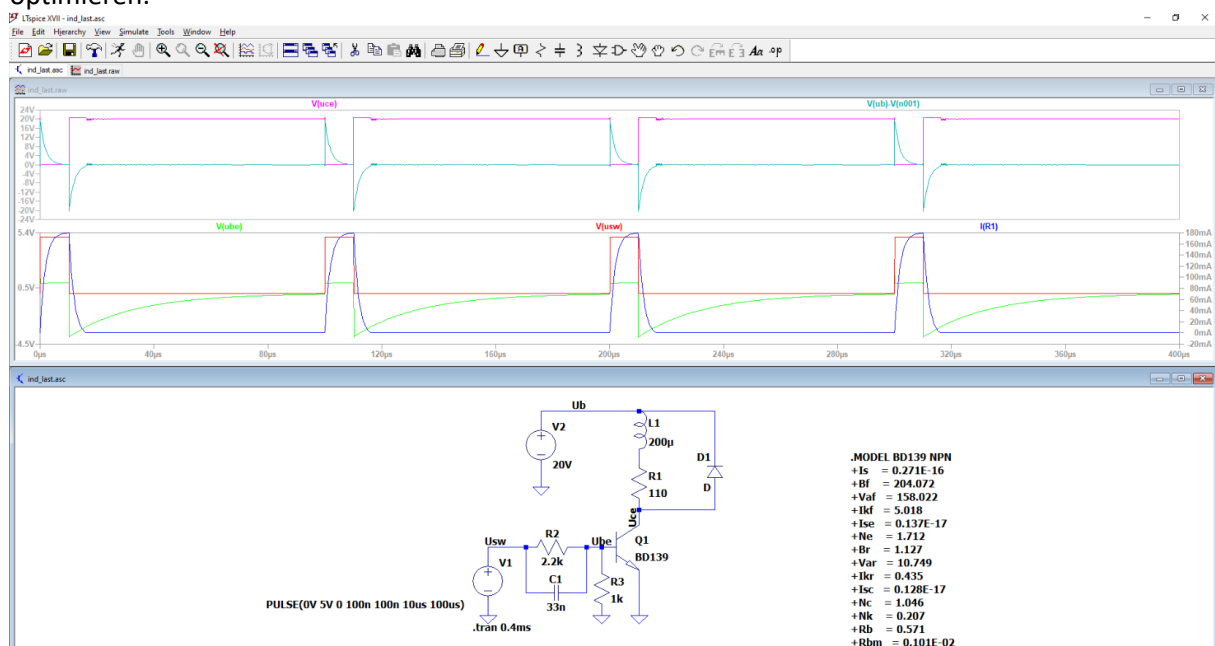 optimieren.
LTspice XVII - ind_last.asc
File Edit Hierarchy View Simulate Tools Window Help
ind_last.asc ind_last.raw
ind_last.raw
V(uce) V(ub)-V(n001)
24V
20V
16V
12V
8V
4V
0V
-4V
-8V
-12V
-16V
-20V
-24V
V(ube) V(usw) I(R1)
5.4V 180mA
160mA
140mA
120mA
100mA
0.5V 80mA
60mA
40mA
20mA
0mA
-4.5V -20mA
0µs 40µs 80µs 120µs 160µs 200µs 240µs 280µs 320µs 360µs 400µs
ind_last.asc
Ub
V2
20V
L1
200µ
R1
110
D1
D
Uce
Usw R2 Ube Q1
2.2k BD139
V1 C1 R3
33n 1k
PULSE(0V 5V 0 100n 100n 10us 100us)
.tran 0.4ms
.MODEL BD139 NPN
+Is = 0.271E-16
+Bf = 204.072
+Vaf = 158.022
+Ikf = 5.018
+Ise = 0.137E-17
+Ne = 1.712
+Br = 1.127
+Var = 10.749
+Ikr = 0.435
+Isc = 0.128E-17
+Nc = 1.046
+Nk = 0.207
+Rb = 0.571
+Rbm = 0.101E-02